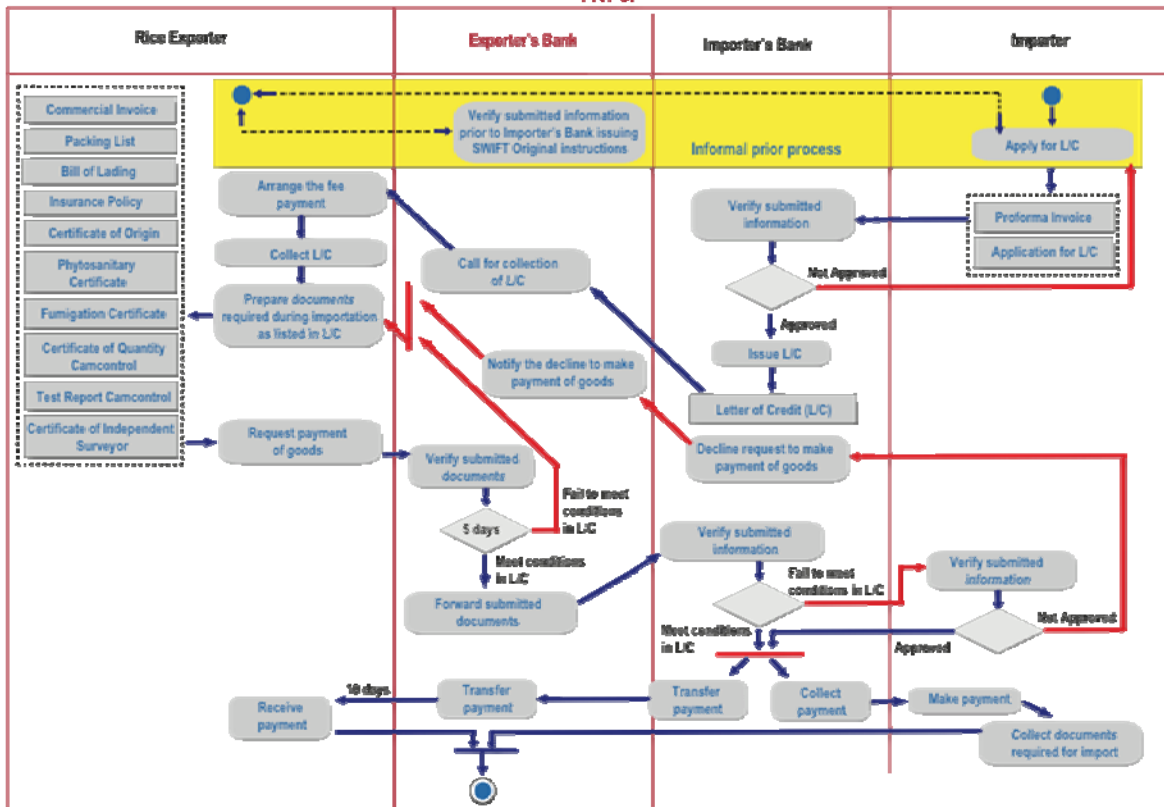 Rice Exporter
Exporter's Bank
Importer's Bank
Importer
Commercial Invoice
Packing List
Bill of Lading
Insurance Policy
Certificate of Origin
Phytosanitary
Certificate
Fumigation Certificate
Certificate of Quantity
Camcontrol
Test Report Camcontrol
Certificate of Independent
Surveyor
Verify submitted information
prior to Importer's Bank issuing
SWIFT Original instructions
Informal prior process
Apply for L/C
Arrange the fee
payment
Collect L/C
Prepare documents
required during importation
as listed in L/C
Call for collection
of L/C
Verify submitted
information
Proforma Invoice
Application for L/C
Not Approved
Approved
Issue L/C
Letter of Credit (L/C)
Notify the decline to make
payment of goods
Decline request to make
payment of goods
Request payment
of goods
Verify submitted
documents
5 days
Fail to meet
conditions
in L/C
Meet conditions
in L/C
Forward submitted
documents
Verify submitted
information
Fail to meet
conditions in L/C
Meet conditions
in L/C
Verify submitted
information
Not Approved
Approved
Receive
payment
days
Transfer
payment
Transfer
payment
Collect
payment
Make payment
Collect documents
required for import